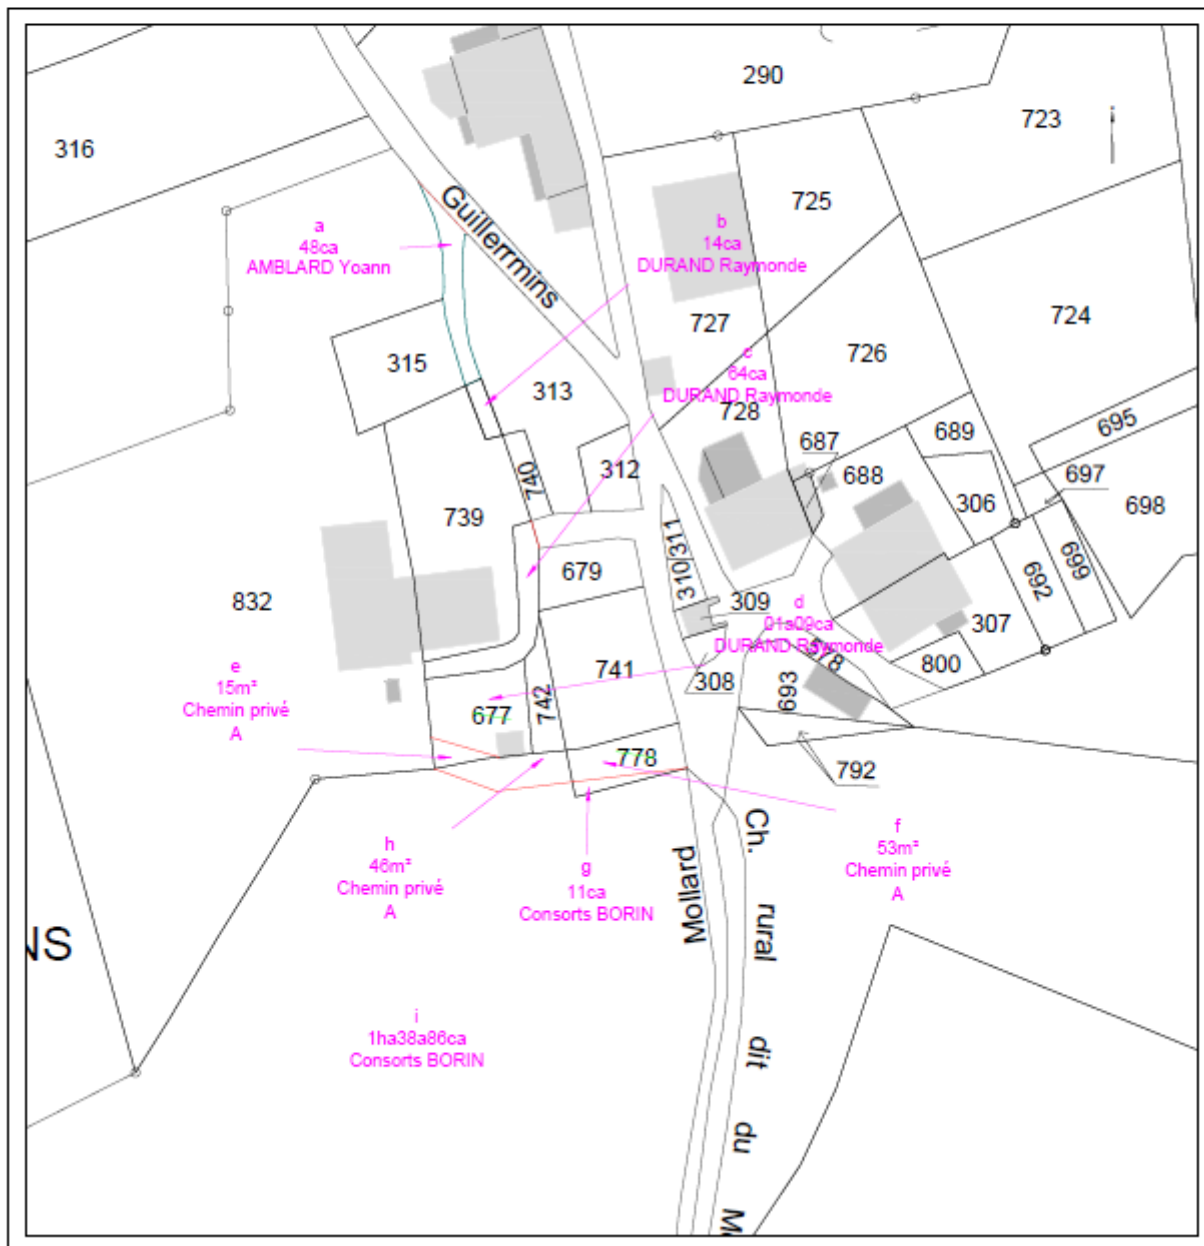 290
723
316
725
a
48ca
AMBLARD Yoann
Guillerrmins
b
14ca
DURAND Raymonde
724
727
726
315
313
c
64ca
DURAND Raymonde
728
695
687
689
312
688
697
740
306
698
739
310
311
699
679
692
832
309
d
01a09ca
DURAND Raymonde
307
578
e
15m²
Chemin privé
A
741
308
800
677
742
693
778
792
Ch.
f
53m²
Chemin privé
A
h
46m²
Chemin privé
A
g
11ca
Consorts BORIN
Mollard
rural
NS
i
1ha38a86ca
Consorts BORIN
dit
du